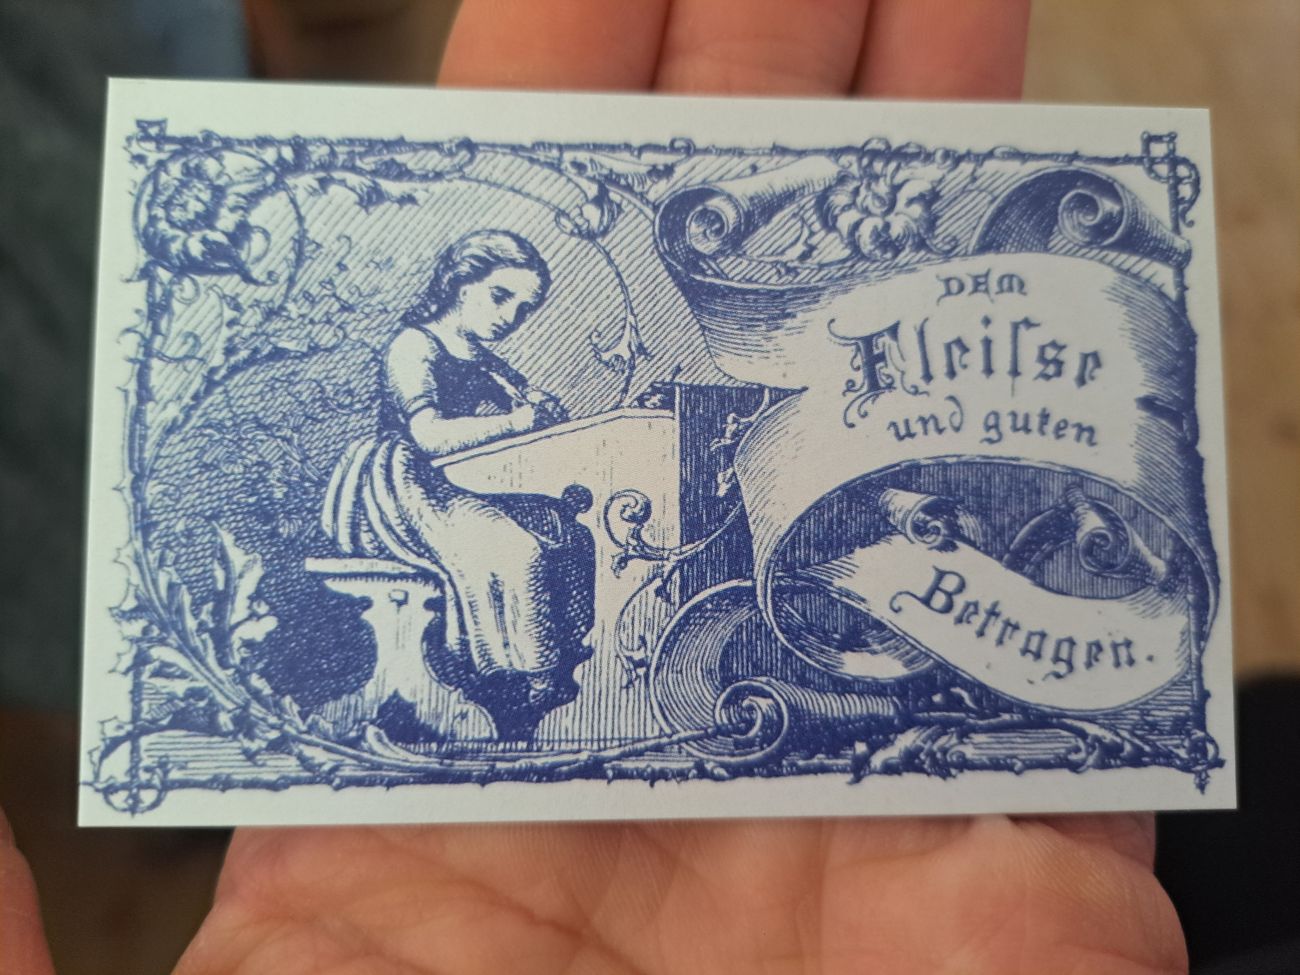 DEM
Fleiſse
und guten
Betragen.